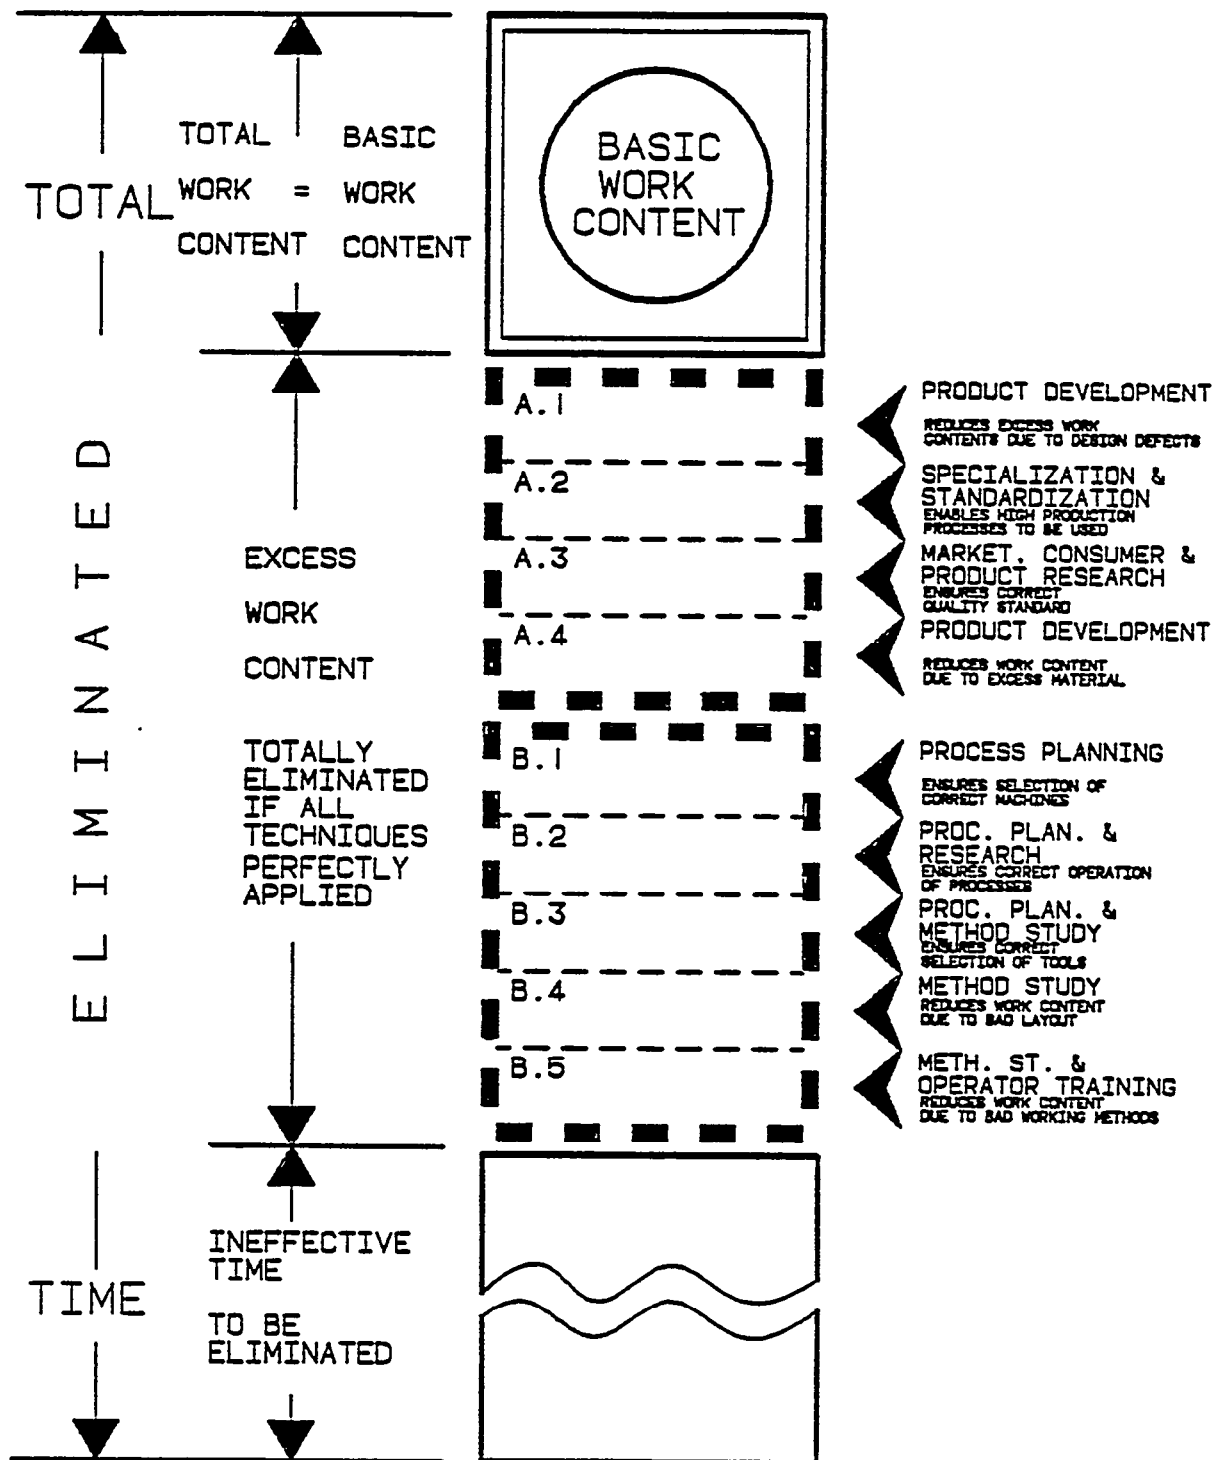 TOTAL
ELIMINATED
TIME
TOTAL BASIC
WORK = WORK
CONTENT CONTENT
BASIC
WORK
CONTENT
EXCESS
WORK
CONTENT
TOTALLY
ELIMINATED
IF ALL
TECHNIQUES
PERFECTLY
APPLIED
INEFFECTIVE
TIME
TO BE
ELIMINATED
A.1
PRODUCT DEVELOPMENT
REDUCES EXCESS WORK
CONTENTS DUE TO DESIGN DEFECTS
A.2
SPECIALIZATION &
STANDARDIZATION
ENABLES HIGH PRODUCTION
PROCESSES TO BE USED
A.3
MARKET. CONSUMER &
PRODUCT RESEARCH
ENSURES CORRECT
QUALITY STANDARD
A.4
PRODUCT DEVELOPMENT
REDUCES WORK CONTENT
DUE TO EXCESS MATERIAL
B.1
PROCESS PLANNING
ENSURES SELECTION OF
CORRECT MACHINES
B.2
PROC. PLAN. &
RESEARCH
ENSURES CORRECT OPERATION
OF PROCESSES
B.3
PROC. PLAN. &
METHOD STUDY
ENSURES CORRECT
SELECTION OF TOOLS
B.4
METHOD STUDY
REDUCES WORK CONTENT
DUE TO BAD LAYOUT
B.5
METH. ST. &
OPERATOR TRAINING
REDUCES WORK CONTENT
DUE TO BAD WORKING METHODS